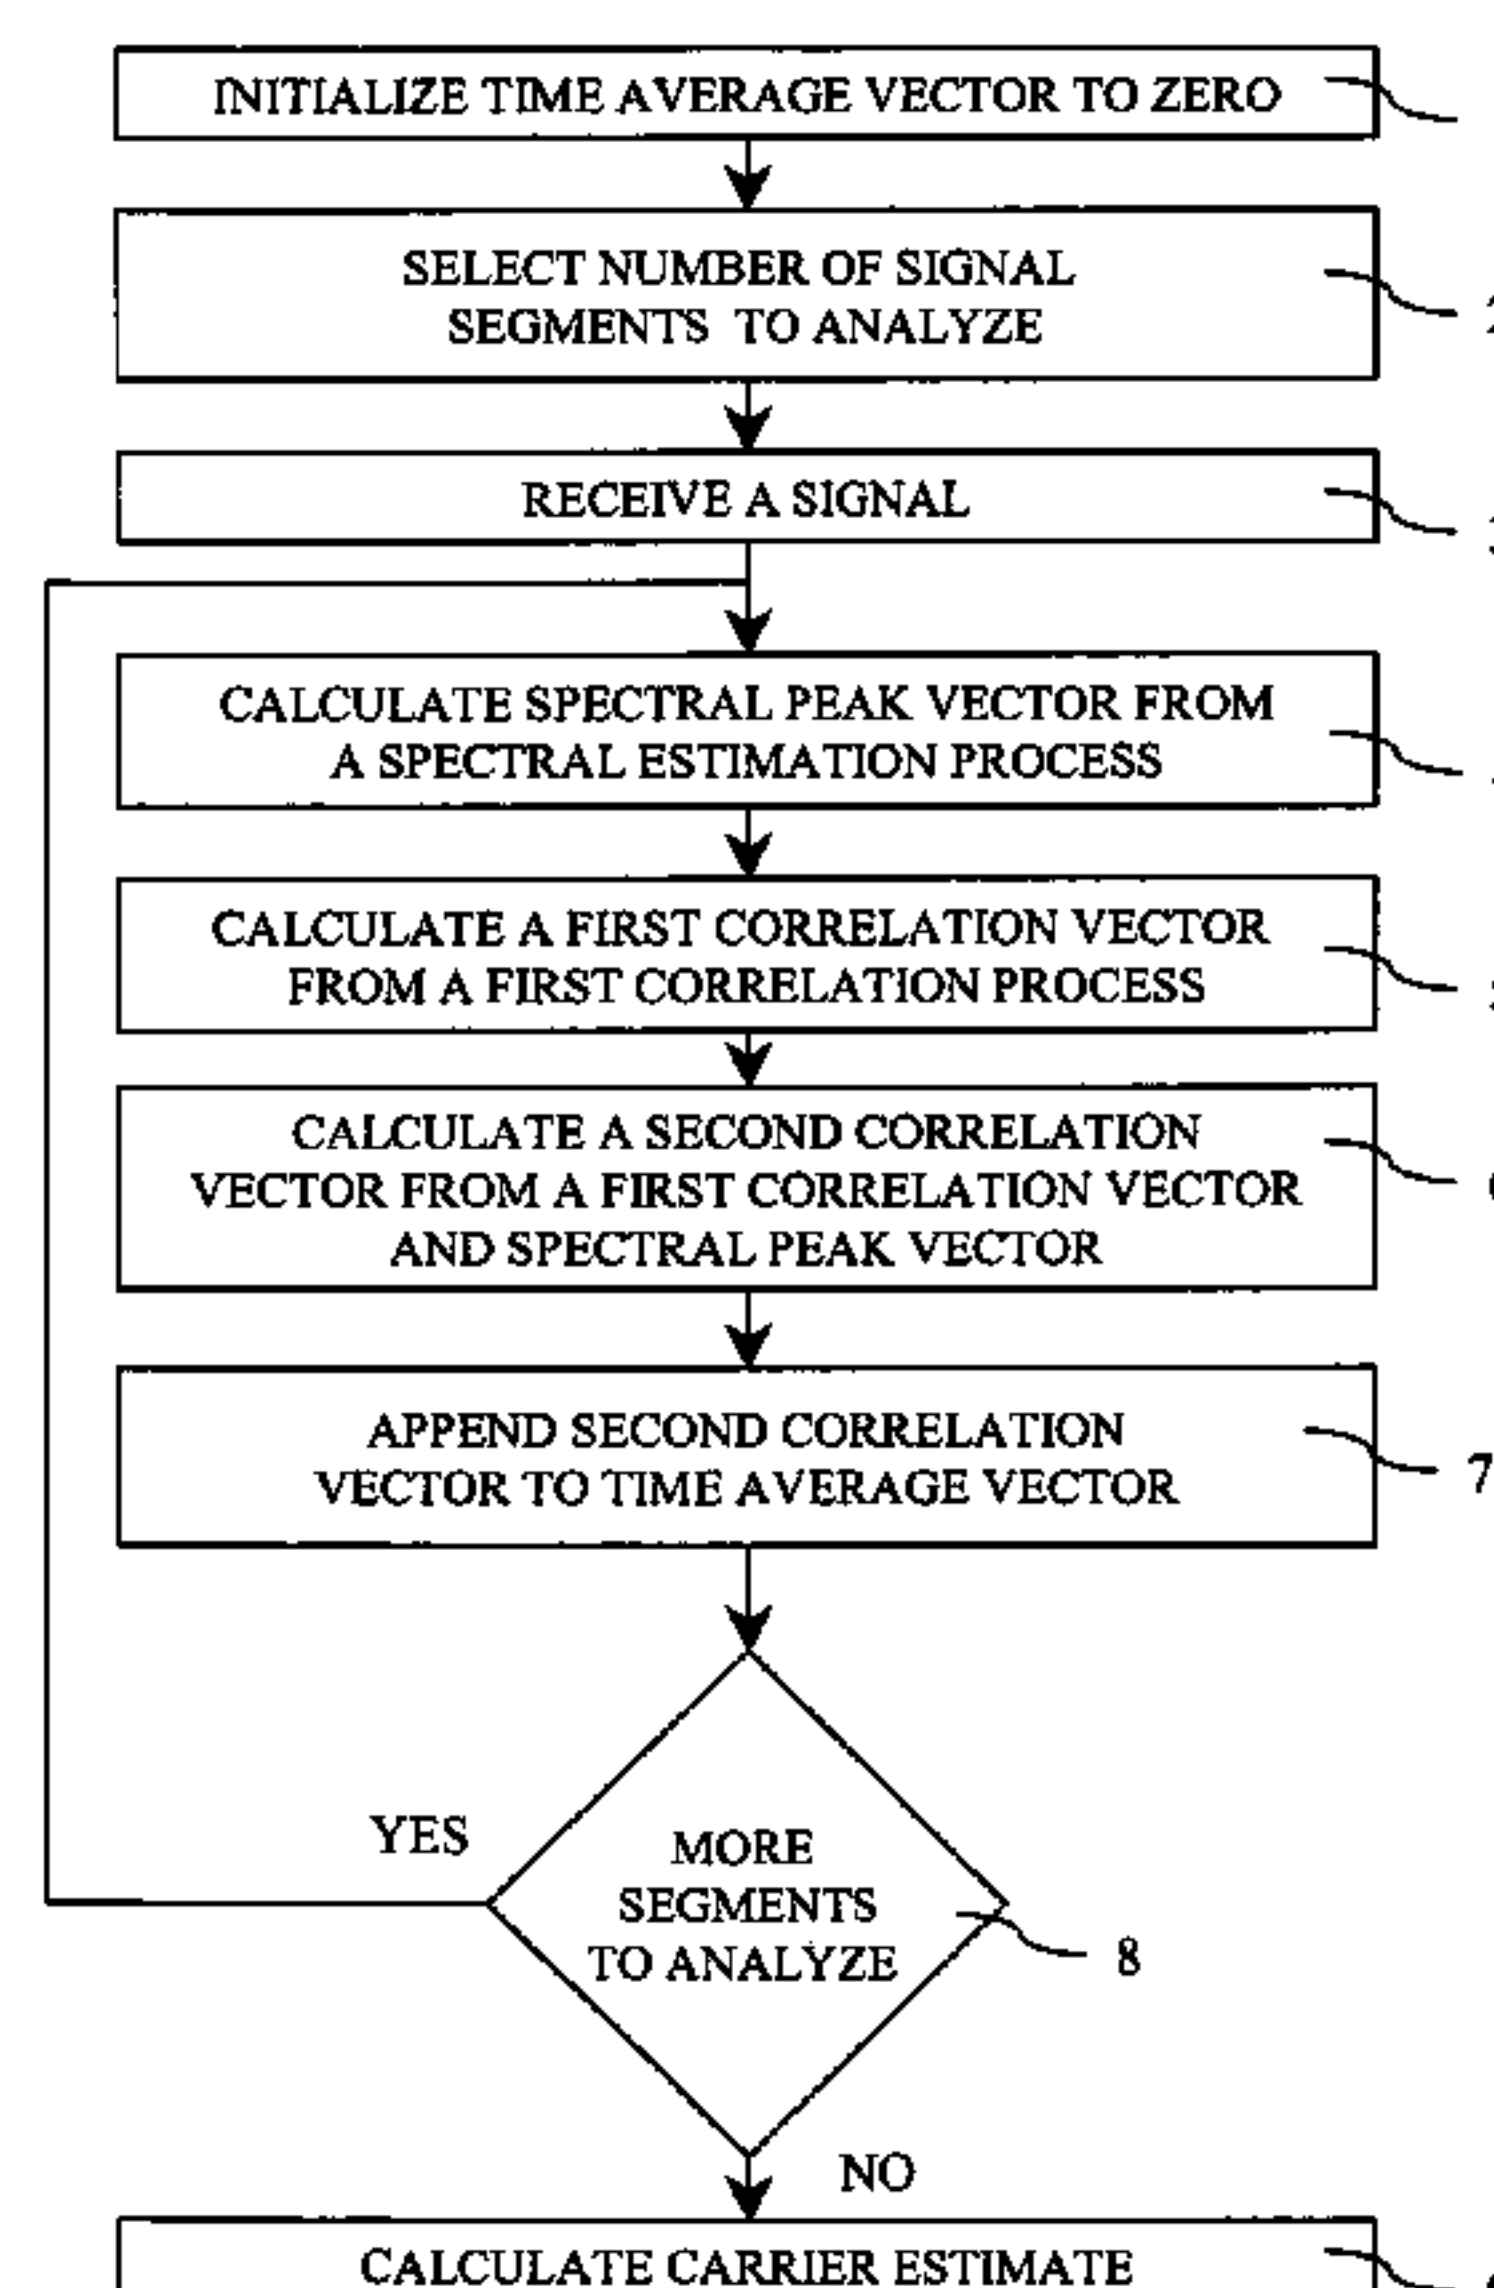 INITIALIZE TIME AVERAGE VECTOR TO ZERO
SELECT NUMBER OF SIGNAL
SEGMENTS TO ANALYZE
RECEIVE A SIGNAL
CALCULATE SPECTRAL PEAK VECTOR FROM
A SPECTRAL ESTIMATION PROCESS
CALCULATE A FIRST CORRELATION VECTOR
FROM A FIRST CORRELATION PROCESS
CALCULATE A SECOND CORRELATION
VECTOR FROM A FIRST CORRELATION VECTOR
AND SPECTRAL PEAK VECTOR
APPEND SECOND CORRELATION
VECTOR TO TIME AVERAGE VECTOR
7
YES
MORE
SEGMENTS
TO ANALYZE
8
NO
CALCULATE CARRIER ESTIMATE